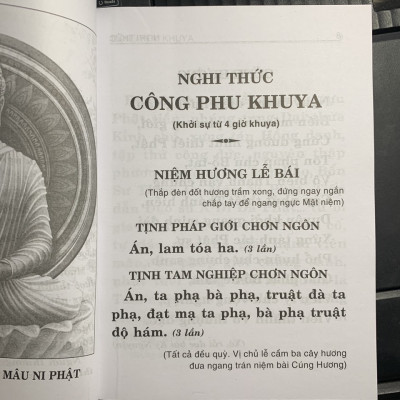 NGHI THỨC
CÔNG PHU KHUYA
(Khởi sự từ 4 giờ khuya)
NIỆM HƯƠNG LỄ BÁI
(Thắp đèn đốt hương trầm xong, đứng ngay ngắn
chắp tay để ngang ngực Mật niệm)
TỊNH PHÁP GIỚI CHƠN NGÔN
Án, lam tóa ha. (3 lần)
TỊNH TAM NGHIỆP CHƠN NGÔN
Án, ta phạ bà phạ, truật đà ta
phạ, đạt mạ ta phạ, bà phạ truật
độ hám. (3 lần)
(Tất cả đều quỳ. Vị chủ lễ cầm ba cây hương
đưa ngang trán niệm bài Cúng Hương)
MÂU NI PHẬT